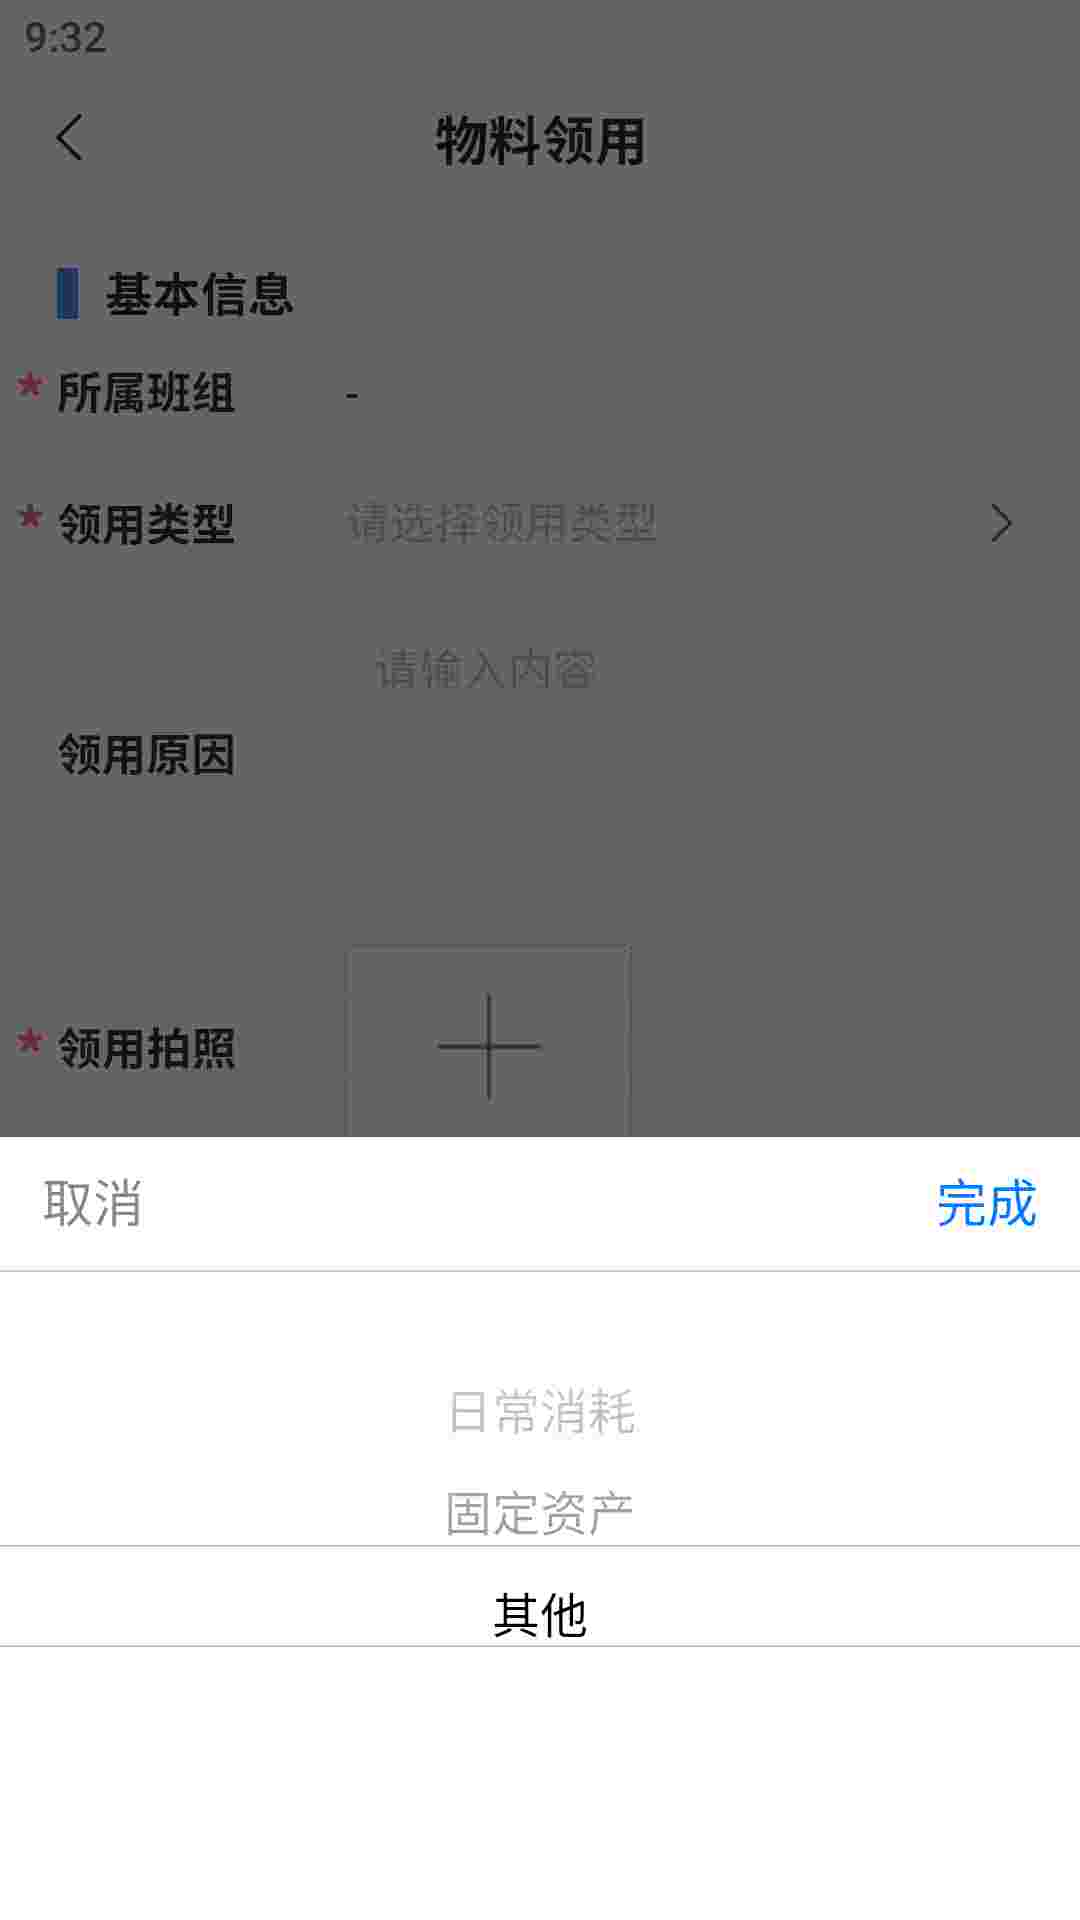 9:32
物料领用
基本信息
* 所属班组 -
* 领用类型 请选择领用类型
请输入内容
领用原因
* 领用拍照
取消 完成
日常消耗
固定资产
其他